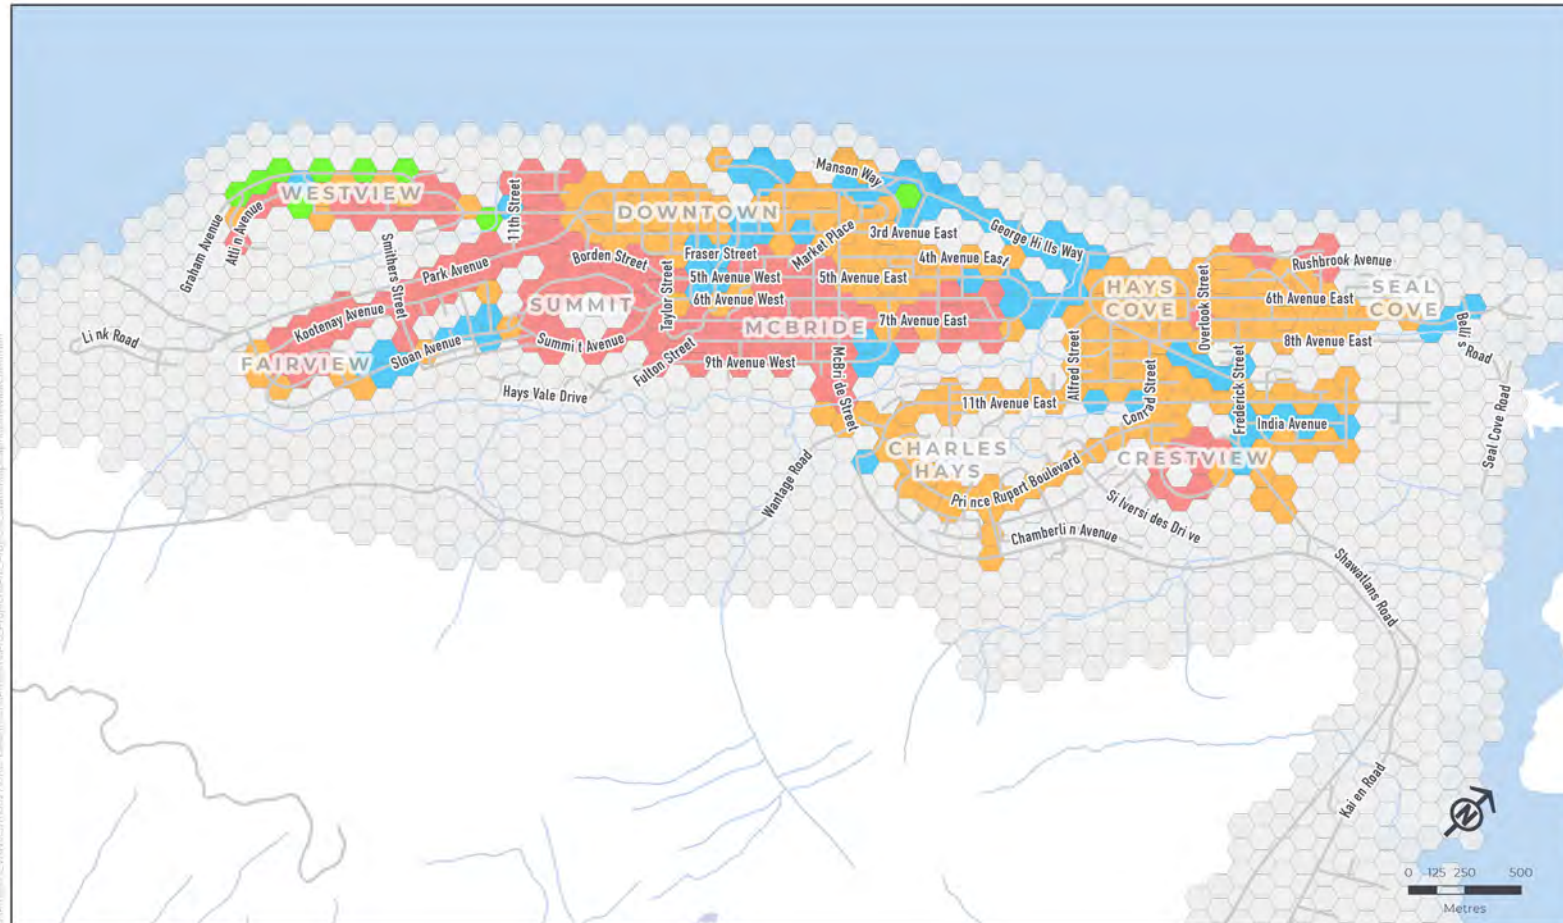 Manson Way
WESTVIEW
11th Street
DOWNTOWN
Graham Avenue
Atlin Avenue
Smithers Street
Park Avenue
Borden Street
Taylor Street
Fraser Street
Market Place
3rd Avenue East
4th Avenue East
George Hills Way
Overlook Street
Rushbrook Avenue
5th Avenue West
5th Avenue East
HAYS
COVE
6th Avenue East
SEAL
COVE
SUMMIT
6th Avenue West
MCBRIDE
7th Avenue East
Kootenay Avenue
Link Road
FAIRVIEW
Sloan Avenue
Summit Avenue
Fulton Street
9th Avenue West
McBride Street
Alfred Street
8th Avenue East
Bellis Road
Hays Vale Drive
11th Avenue East
Conrad Street
Frederick Street
India Avenue
Seal Cove Road
CHARLES
HAYS
CRESTVIEW
Wantage Road
Prince Rupert Boulevard
Silversides Drive
Chamberlin Avenue
Shawatlans Road
Kaien Road
N
0 125 250 500
Metres